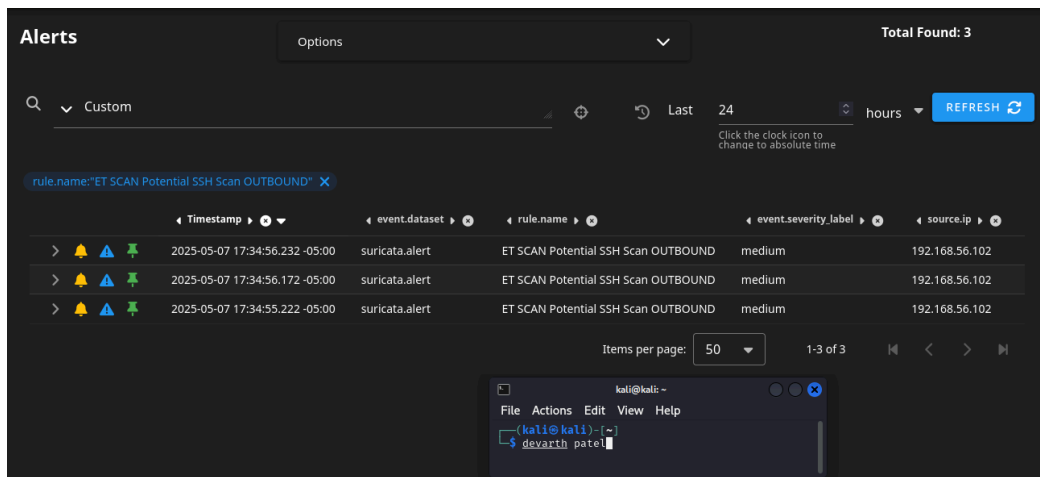 Alerts
Options
Total Found: 3
Custom
Last 24 hours REFRESH
Click the clock icon to
change to absolute time
rule.name:"ET SCAN Potential SSH Scan OUTBOUND"
Timestamp event.dataset rule.name event.severity_label source.ip
2025-05-07 17:34:56.232 -05:00 suricata.alert ET SCAN Potential SSH Scan OUTBOUND medium 192.168.56.102
2025-05-07 17:34:56.172 -05:00 suricata.alert ET SCAN Potential SSH Scan OUTBOUND medium 192.168.56.102
2025-05-07 17:34:55.222 -05:00 suricata.alert ET SCAN Potential SSH Scan OUTBOUND medium 192.168.56.102
Items per page: 50 1-3 of 3
kali@kali: ~
File Actions Edit View Help
(kali㉿kali)-[~]
$ devarth patel